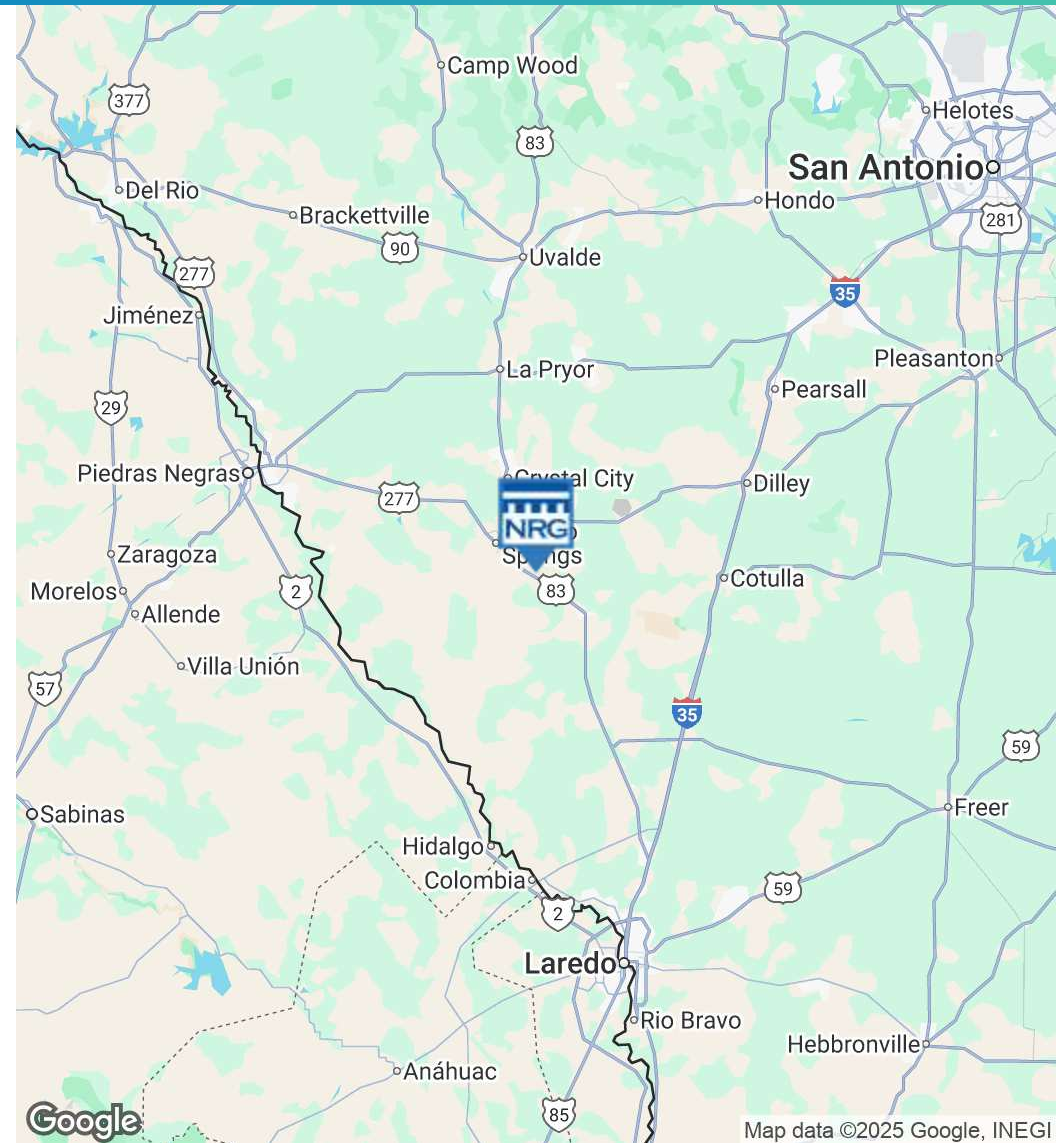 Camp Wood
377
Helotes
83
San Antonio
Del Rio
Hondo
Brackettville
281
90
Uvalde
277
35
Jiménez
Pleasanton
La Pryor
Pearsall
29
Piedras Negras
Crystal City
Dilley
277
NRG
Zaragoza
Springs
Cotulla
Morelos
2
83
Allende
Villa Unión
57
35
59
Freer
Sabinas
Hidalgo
Colombia
59
2
Laredo
Rio Bravo
Hebbronville
Anáhuac
85
Google
Map data ©2025 Google, INEGI